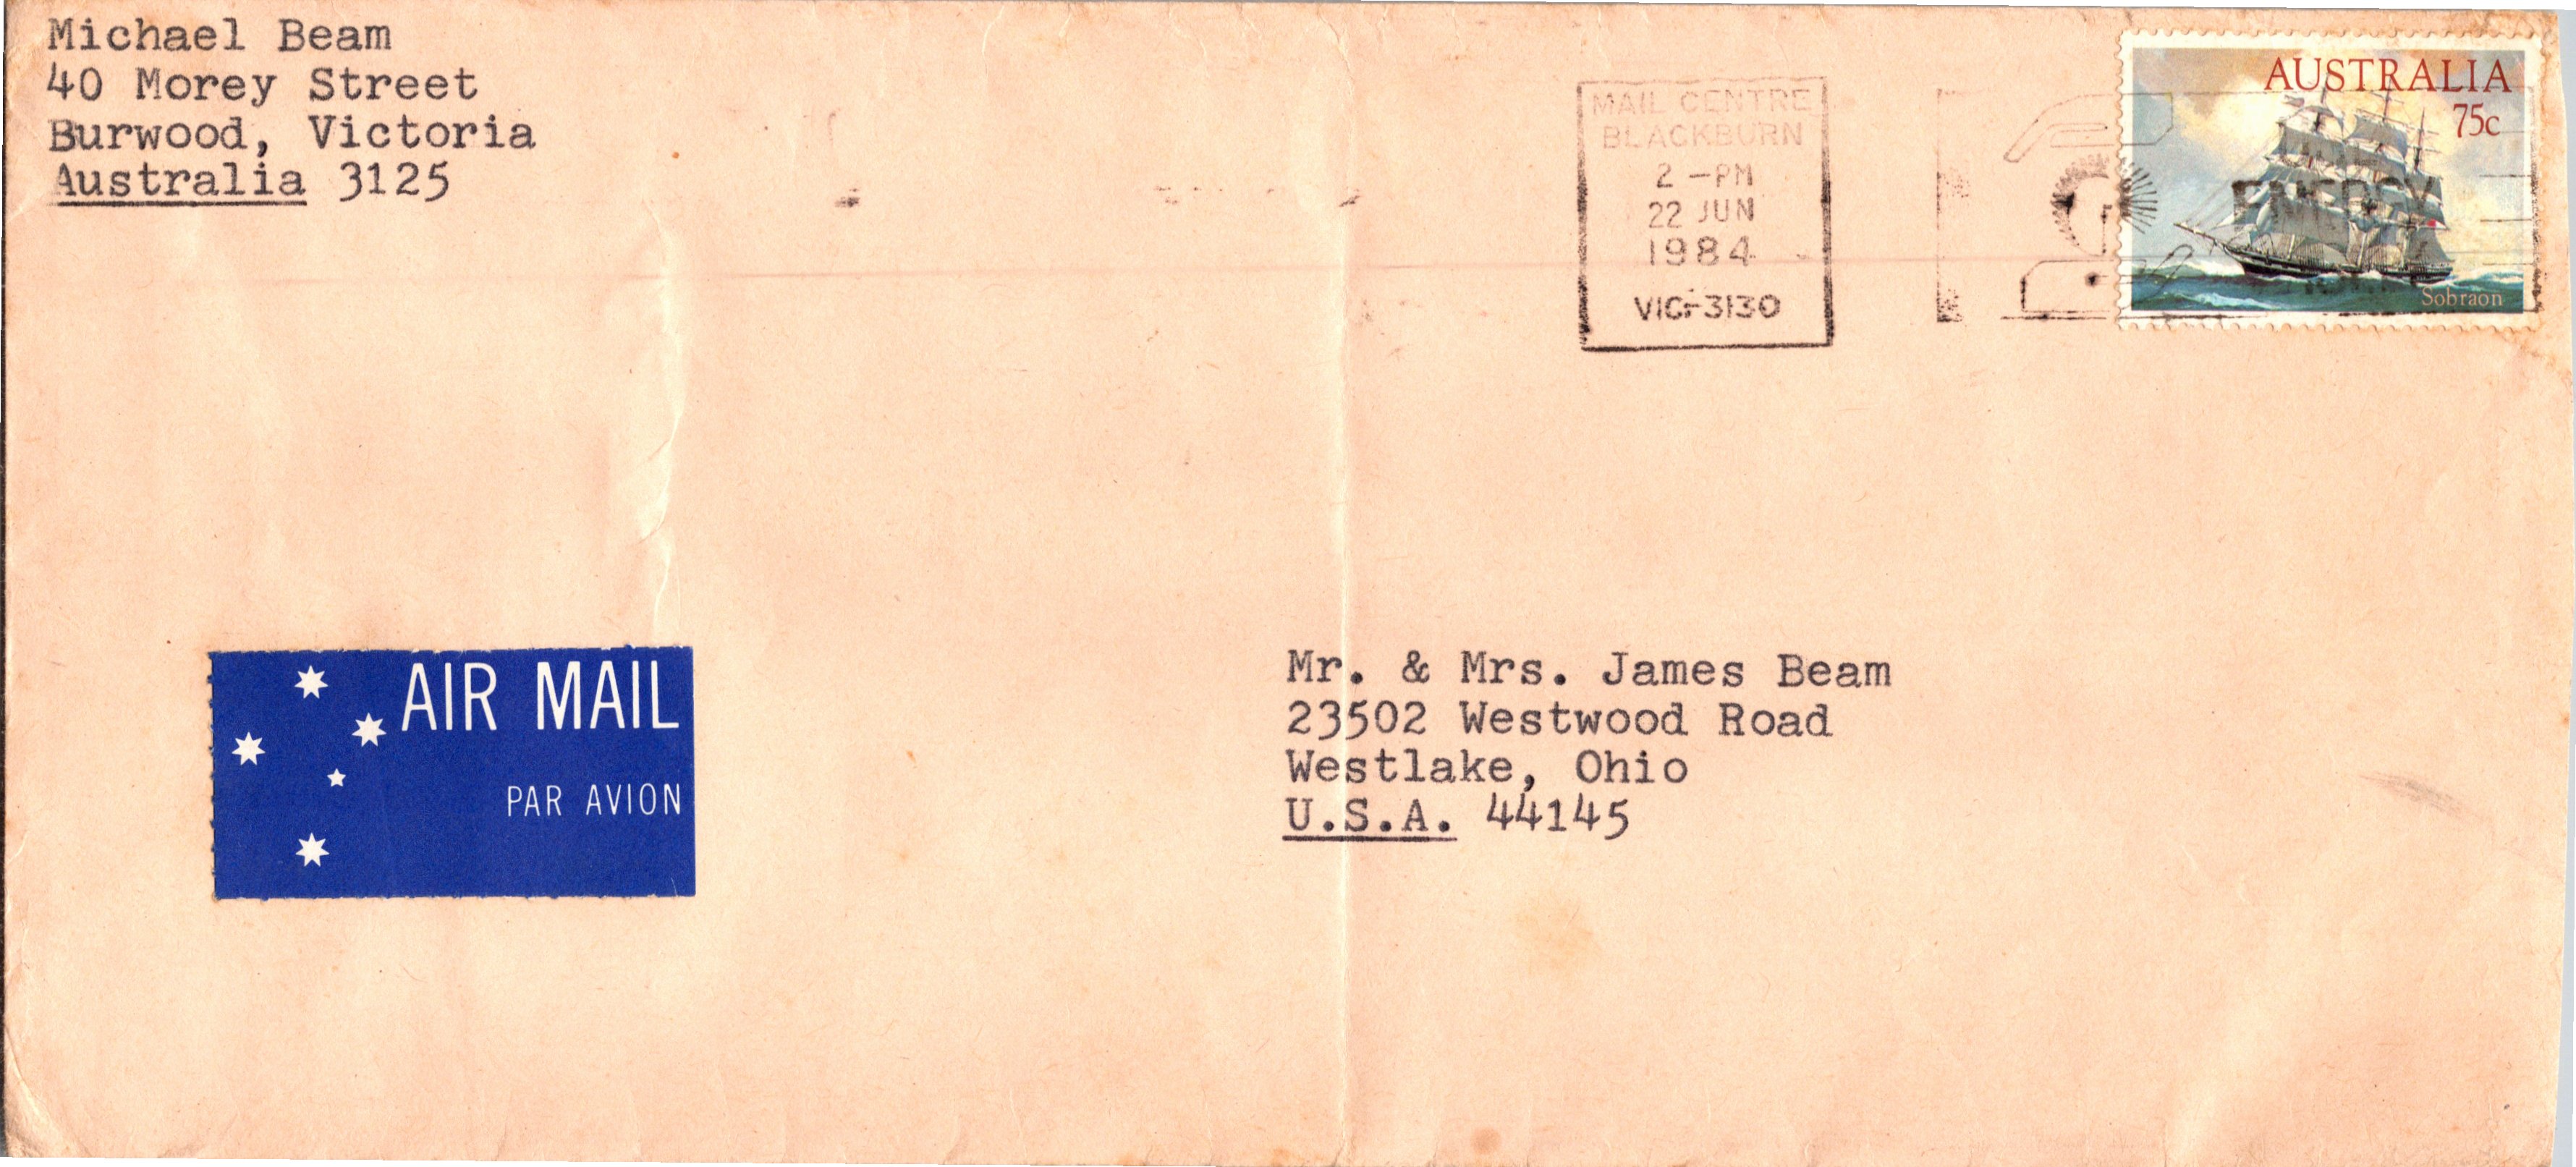 Michael Beam
40 Morey Street
Burwood, Victoria
Australia 3125
MAIL CENTRE
BLACKBURN
2 -PM
22 JUN
1984
VIC-3130
AUSTRALIA
75c
ENERGY
Sobraon
AIR MAIL
PAR AVION
Mr. & Mrs. James Beam
23502 Westwood Road
Westlake, Ohio
U.S.A. 44145